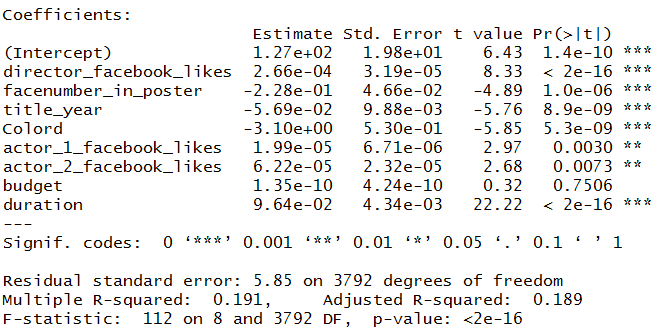 Coefficients:
                         Estimate Std. Error t value Pr(>|t|)
(Intercept)              1.27e+02   1.98e+01    6.43  1.4e-10 ***
director_facebook_likes  2.66e-04   3.19e-05    8.33  < 2e-16 ***
facenumber_in_poster    -2.28e-01   4.66e-02   -4.89  1.0e-06 ***
title_year              -5.69e-02   9.88e-03   -5.76  8.9e-09 ***
Colord                  -3.10e+00   5.30e-01   -5.85  5.3e-09 ***
actor_1_facebook_likes   1.99e-05   6.71e-06    2.97   0.0030 **
actor_2_facebook_likes   6.22e-05   2.32e-05    2.68   0.0073 **
budget                   1.35e-10   4.24e-10    0.32   0.7506
duration                 9.64e-02   4.34e-03   22.22  < 2e-16 ***
---
Signif. codes:  0 ‘***’ 0.001 ‘**’ 0.01 ‘*’ 0.05 ‘.’ 0.1 ‘ ’ 1
Residual standard error: 5.85 on 3792 degrees of freedom
Multiple R-squared:  0.191,     Adjusted R-squared:  0.189
F-statistic:  112 on 8 and 3792 DF,  p-value: <2e-16